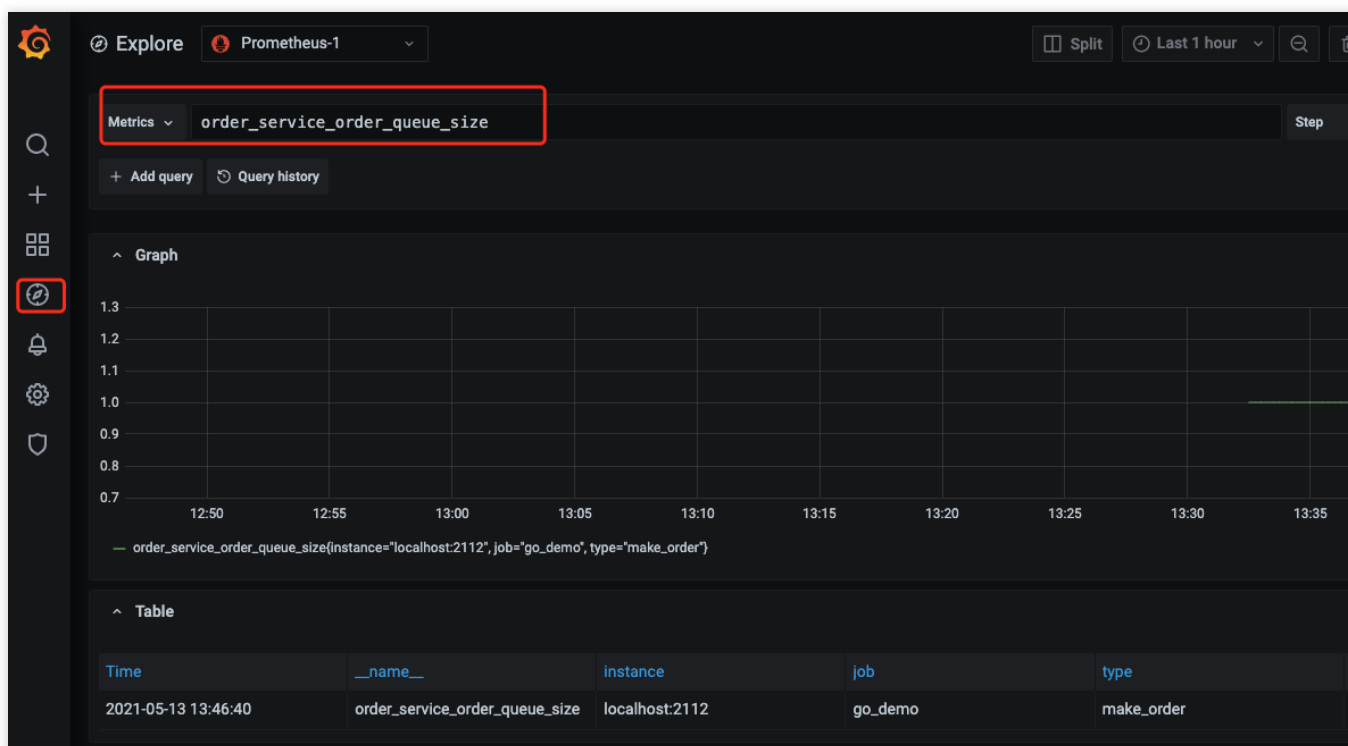 Explore Prometheus-1 Split Last 1 hour
Metrics order_service_order_queue_size Step
+ Add query Query history
Graph
1.3
1.2
1.1
1.0
0.9
0.8
0.7
12:50 12:55 13:00 13:05 13:10 13:15 13:20 13:25 13:30 13:35
order_service_order_queue_size{instance="localhost:2112", job="go_demo", type="make_order"}
Table
Time __name__ instance job type
2021-05-13 13:46:40 order_service_order_queue_size localhost:2112 go_demo make_order